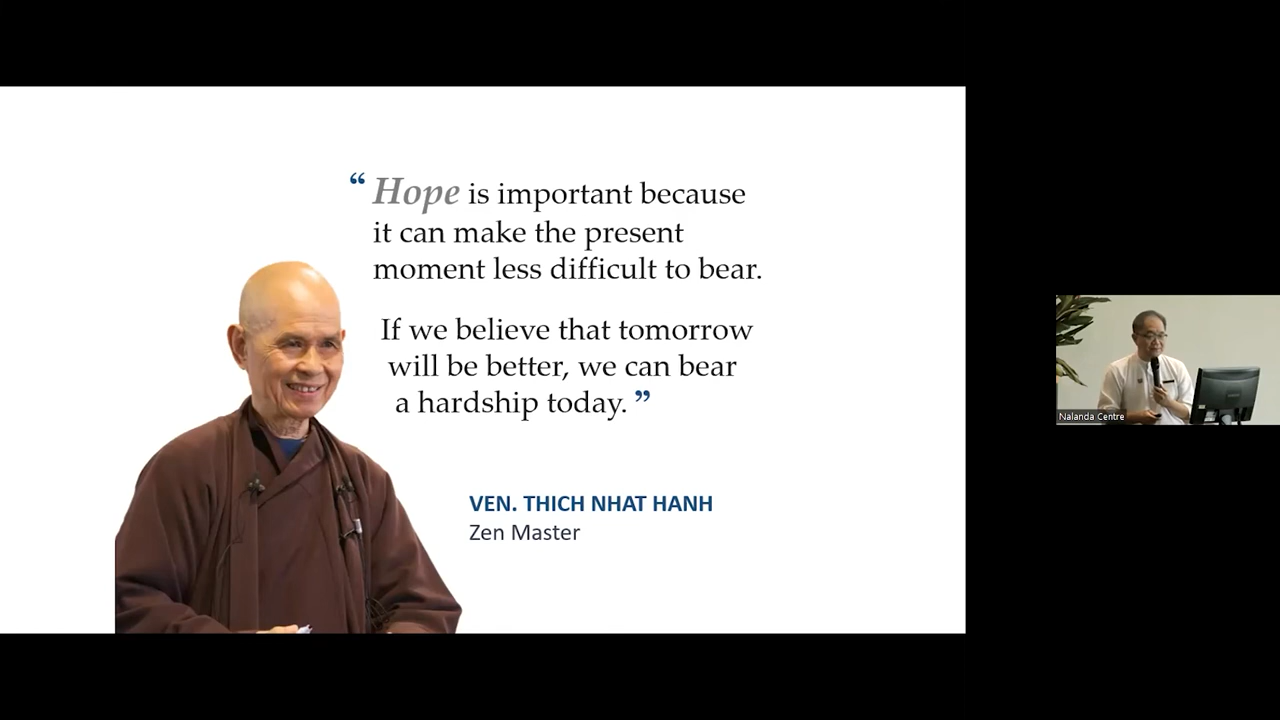 “ Hope is important because
it can make the present
moment less difficult to bear.
If we believe that tomorrow
will be better, we can bear
a hardship today. ”
VEN. THICH NHAT HANH
Zen Master
Nalanda Centre